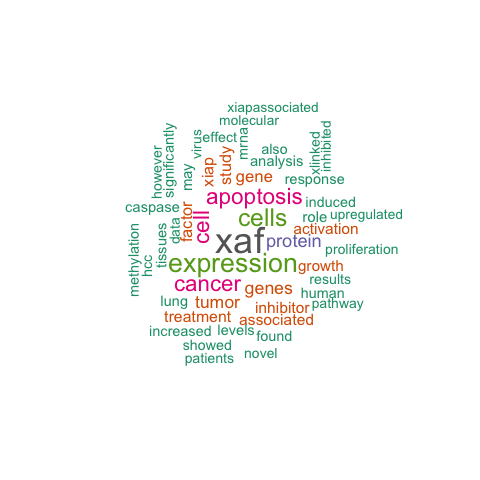 xiapassociated
molecular
however
significantly
virus
effect
mrna
xlinked
inhibited
also
study
analysis
xiap
may
gene
response
apoptosis
induced
caspase
factor
data
cell
cells
role
upregulated
activation
xaf
protein
proliferation
methylation
hcc
tissues
expression
growth
cancer
genes
results
human
lung
tumor
inhibitor
pathway
treatment
associated
increased
levels
found
showed
novel
patients